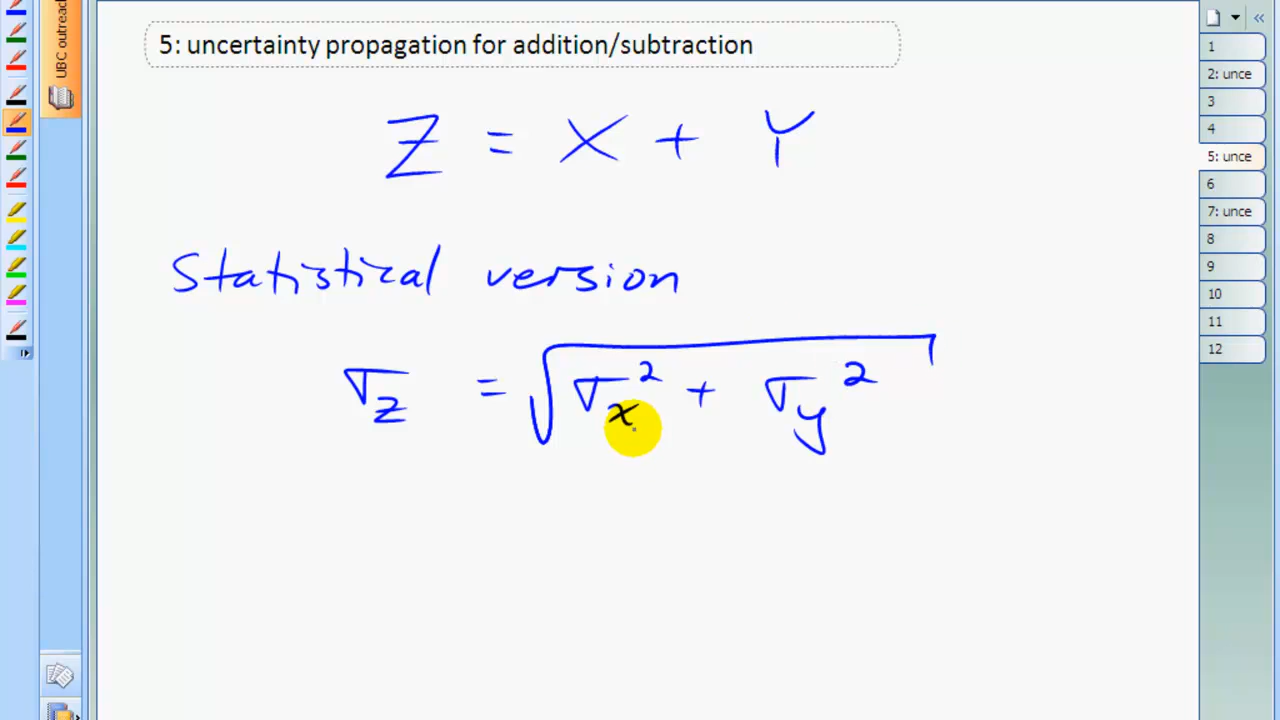 UBC outreach
5: uncertainty propagation for addition/subtraction
Z = X + Y
Statistical version
σz = √(σx² + σy²)
1
2: unce
3
4
5: unce
6
7: unce
8
9
10
11
12